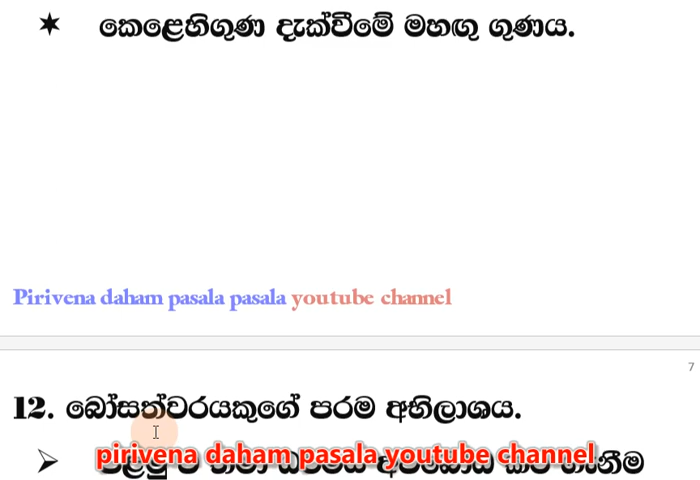 ✶ කෙළෙහිගුණ දැක්වීමේ මහඟු ගුණය.
Pirivena daham pasala pasala youtube channel
7
12. බෝසත්වරයකුගේ පරම අභිලාශය.
pirivena daham pasala youtube channel